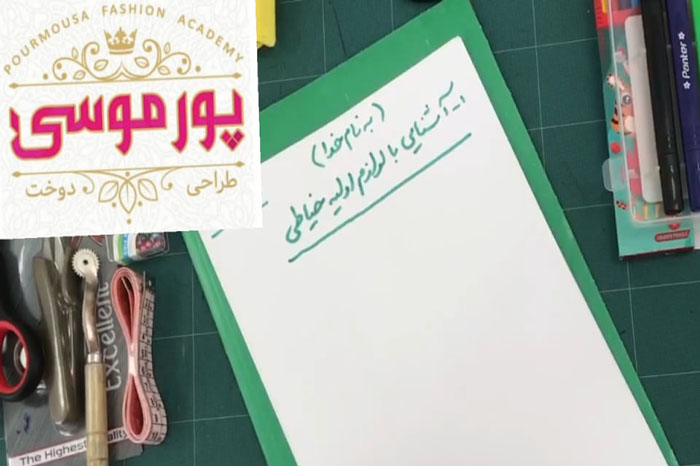 POURMOUSA FASHION ACADEMY
پورموسی
طراحی دوخت
(به نام خدا)
۱-آشنایی با لوازم اولیه خیاطی
Excellent
The Highest Quality
Panter